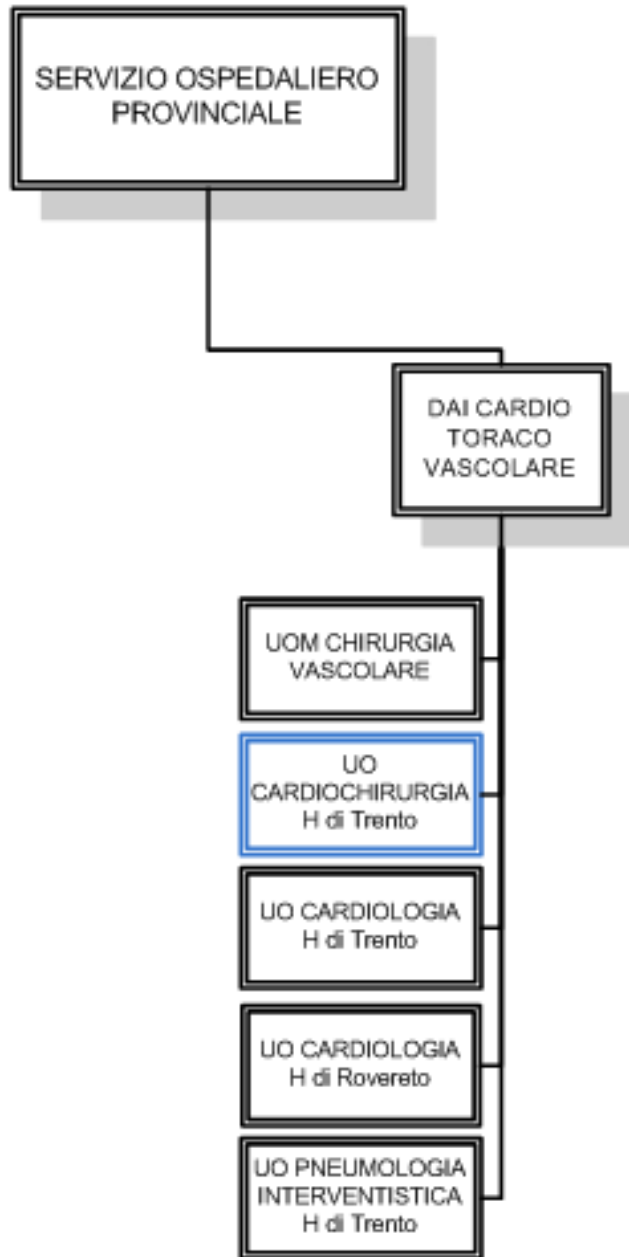 SERVIZIO OSPEDALIERO
PROVINCIALE
DAI CARDIO
TORACO
VASCOLARE
UOM CHIRURGIA
VASCOLARE
UO
CARDIOCHIRURGIA
H di Trento
UO CARDIOLOGIA
H di Trento
UO CARDIOLOGIA
H di Rovereto
UO PNEUMOLOGIA
INTERVENTISTICA
H di Trento